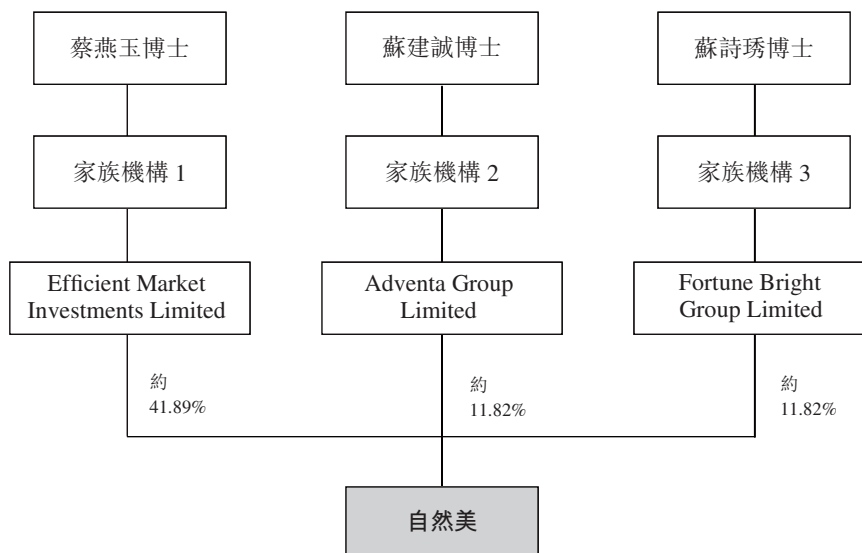 蔡燕玉博士
蘇建誠博士
蘇詩琇博士
家族機構 1
家族機構 2
家族機構 3
Efficient Market
Investments Limited
Adventa Group
Limited
Fortune Bright
Group Limited
約
41.89%
約
11.82%
約
11.82%
自然美